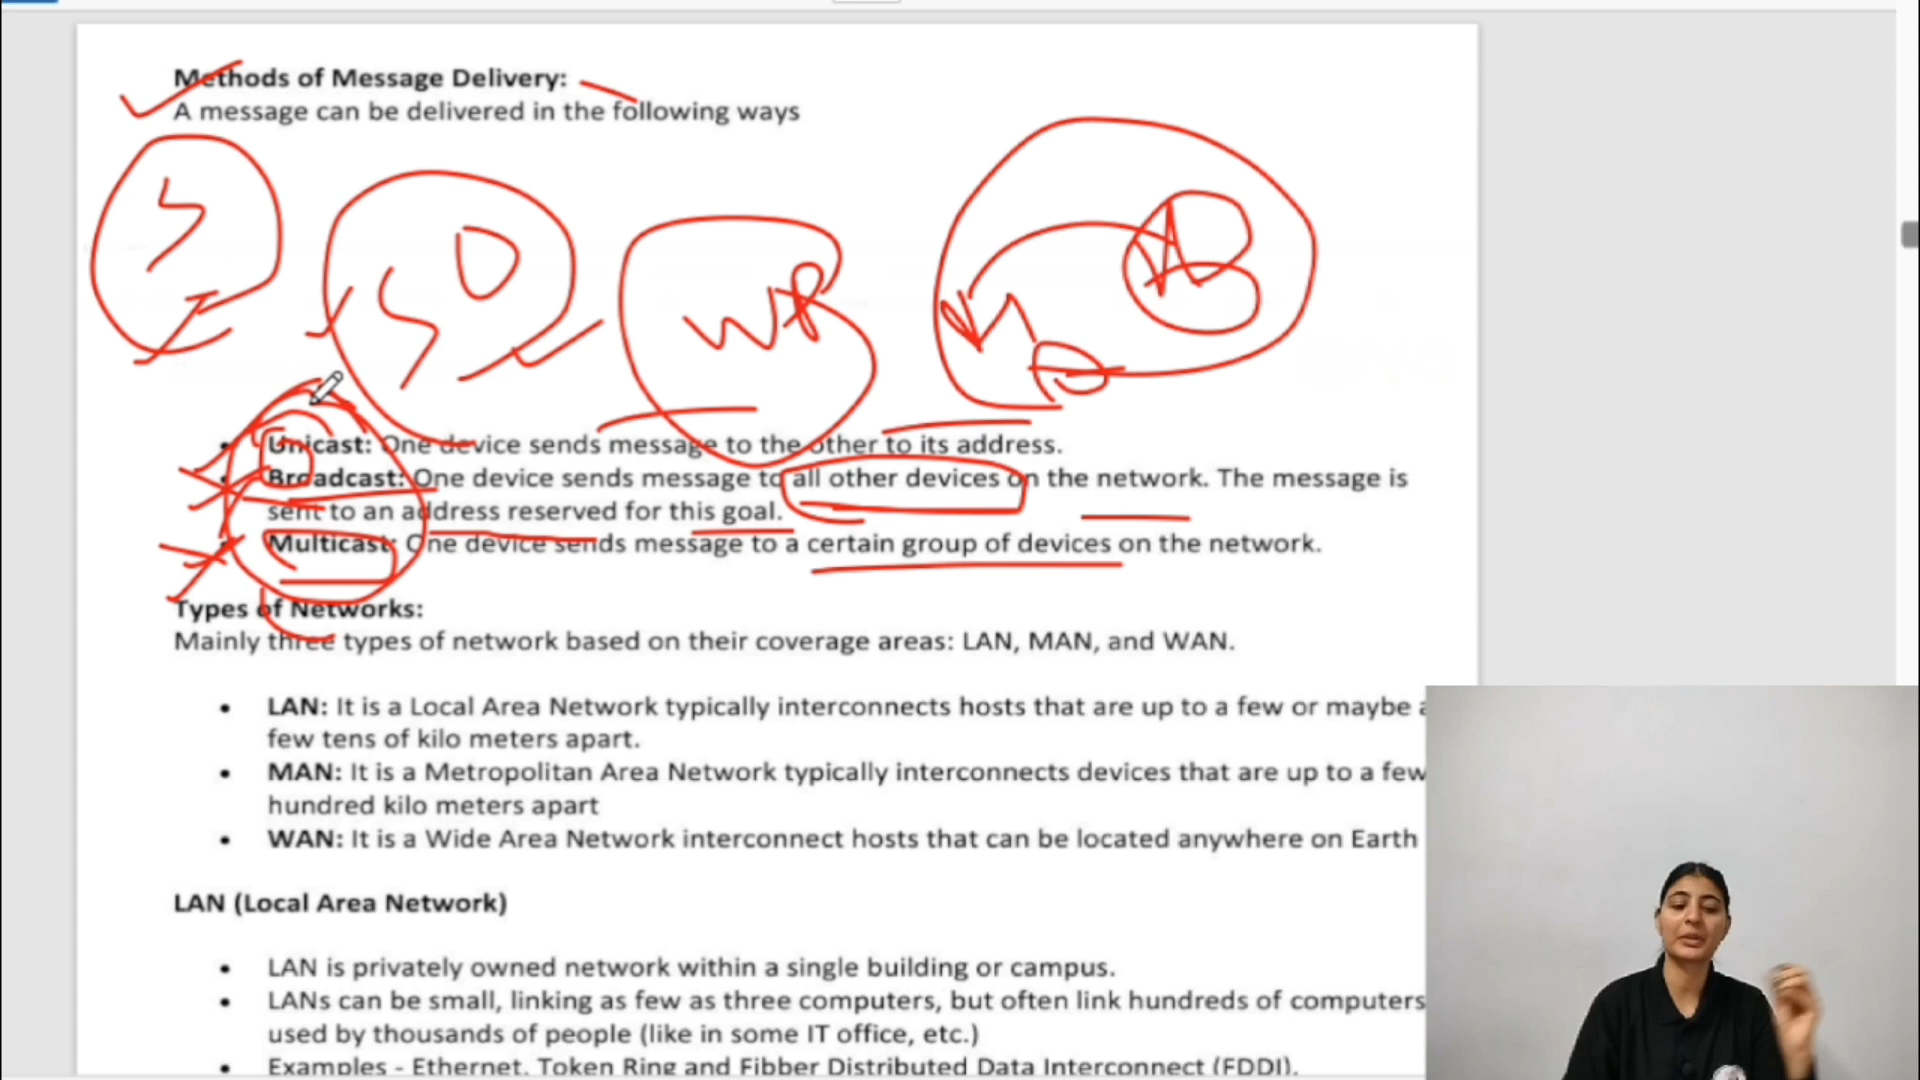 Methods of Message Delivery:
A message can be delivered in the following ways
S
S D
WB
AB
Unicast: One device sends message to the other to its address.
Broadcast: One device sends message to all other devices on the network. The message is
sent to an address reserved for this goal.
Multicast: One device sends message to a certain group of devices on the network.
Types of Networks:
Mainly three types of network based on their coverage areas: LAN, MAN, and WAN.
LAN: It is a Local Area Network typically interconnects hosts that are up to a few or maybe a
few tens of kilo meters apart.
MAN: It is a Metropolitan Area Network typically interconnects devices that are up to a few
hundred kilo meters apart
WAN: It is a Wide Area Network interconnect hosts that can be located anywhere on Earth
LAN (Local Area Network)
LAN is privately owned network within a single building or campus.
LANs can be small, linking as few as three computers, but often link hundreds of computers
used by thousands of people (like in some IT office, etc.)
Examples - Ethernet, Token Ring and Fibber Distributed Data Interconnect (FDDI).